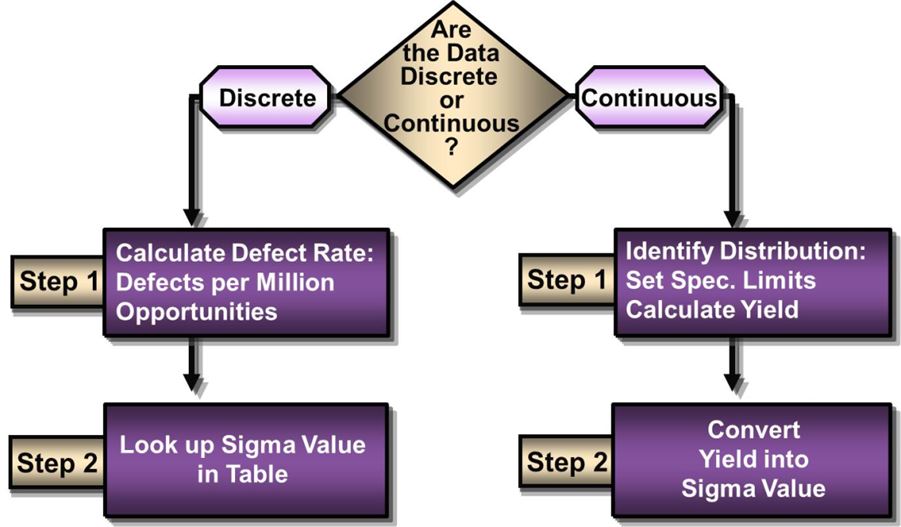 Are
the Data
Discrete
or
Continuous
?
Discrete
Continuous
Step 1
Calculate Defect Rate:
Defects per Million
Opportunities
Step 1
Identify Distribution:
Set Spec. Limits
Calculate Yield
Step 2
Look up Sigma Value
in Table
Step 2
Convert
Yield into
Sigma Value